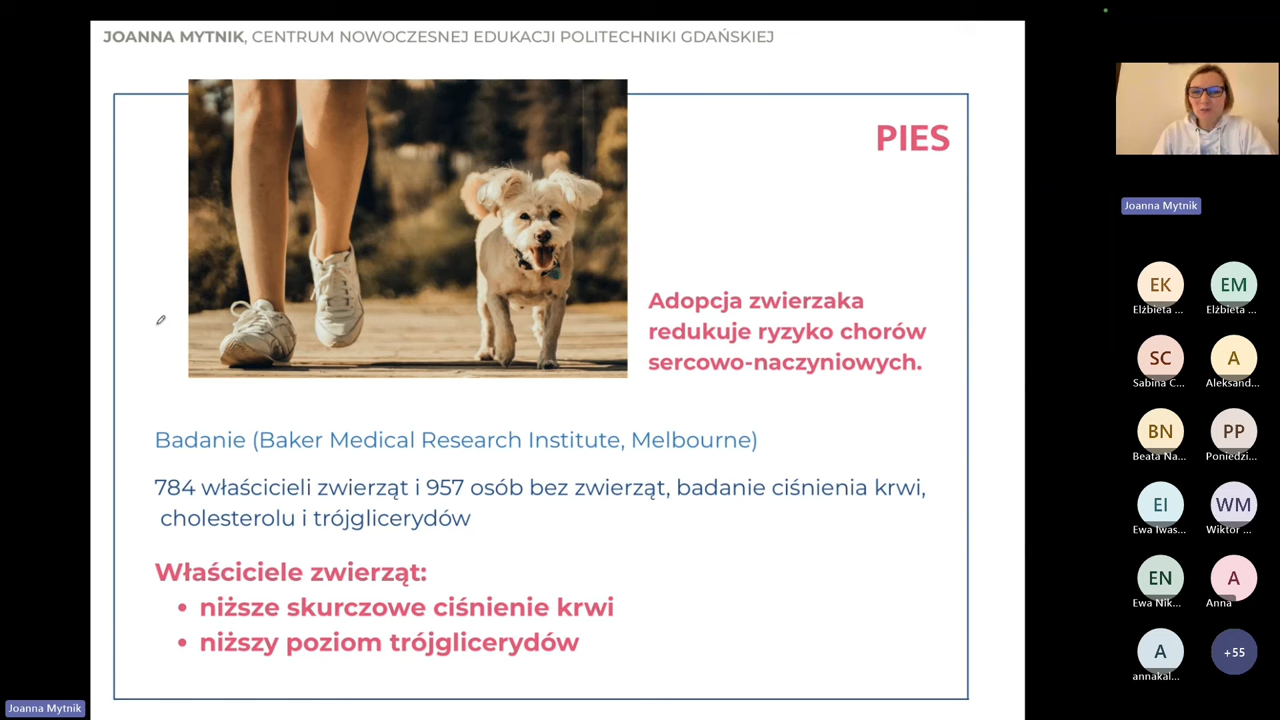 JOANNA MYTNIK, CENTRUM NOWOCZESNEJ EDUKACJI POLITECHNIKI GDAŃSKIEJ
PIES
Adopcja zwierzaka
redukuje ryzyko chorów
sercowo-naczyniowych.
Badanie (Baker Medical Research Institute, Melbourne)
784 właścicieli zwierząt i 957 osób bez zwierząt, badanie ciśnienia krwi,
cholesterolu i trójglicerydów
Właściciele zwierząt:
• niższe skurczowe ciśnienie krwi
• niższy poziom trójglicerydów
Joanna Mytnik
Joanna Mytnik
EK
EM
Elżbieta ...
Elżbieta ...
SC
A
Sabina C...
Aleksand...
BN
PP
Beata Na...
Poniedzi...
EI
WM
Ewa Iwas...
Wiktor ...
EN
A
Ewa Nik...
Anna
A
+55
annakal...